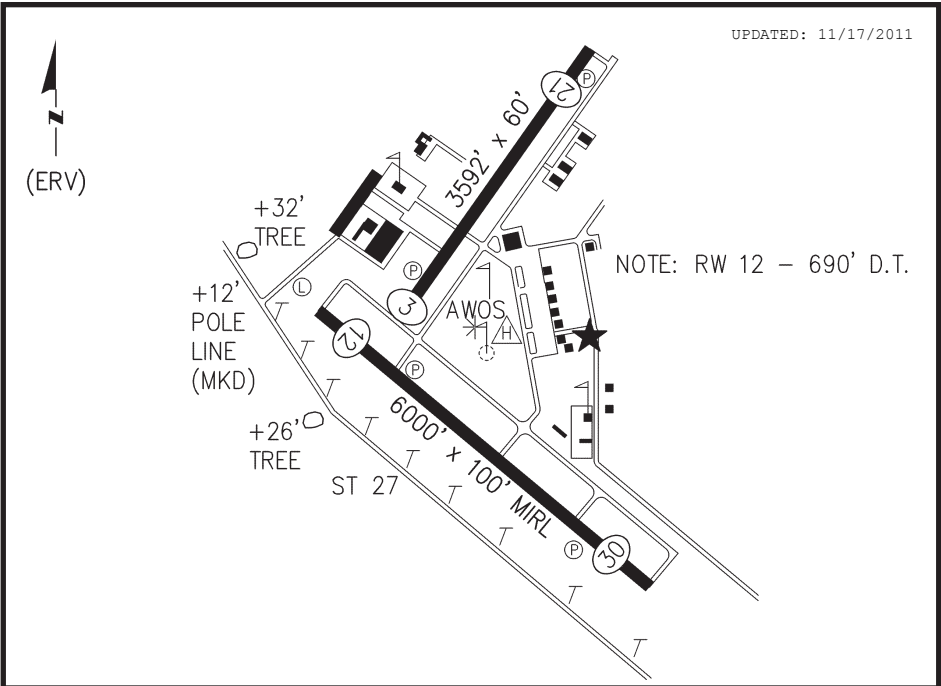 UPDATED: 11/17/2011
N
(ERV)
21
P
3592' x 60'
+32'
TREE
NOTE: RW 12 – 690' D.T.
P
L
+12'
POLE
LINE
(MKD)
3
AWOS
H
12
P
6000' x 100' MIRL
+26'
TREE
ST 27
P
30